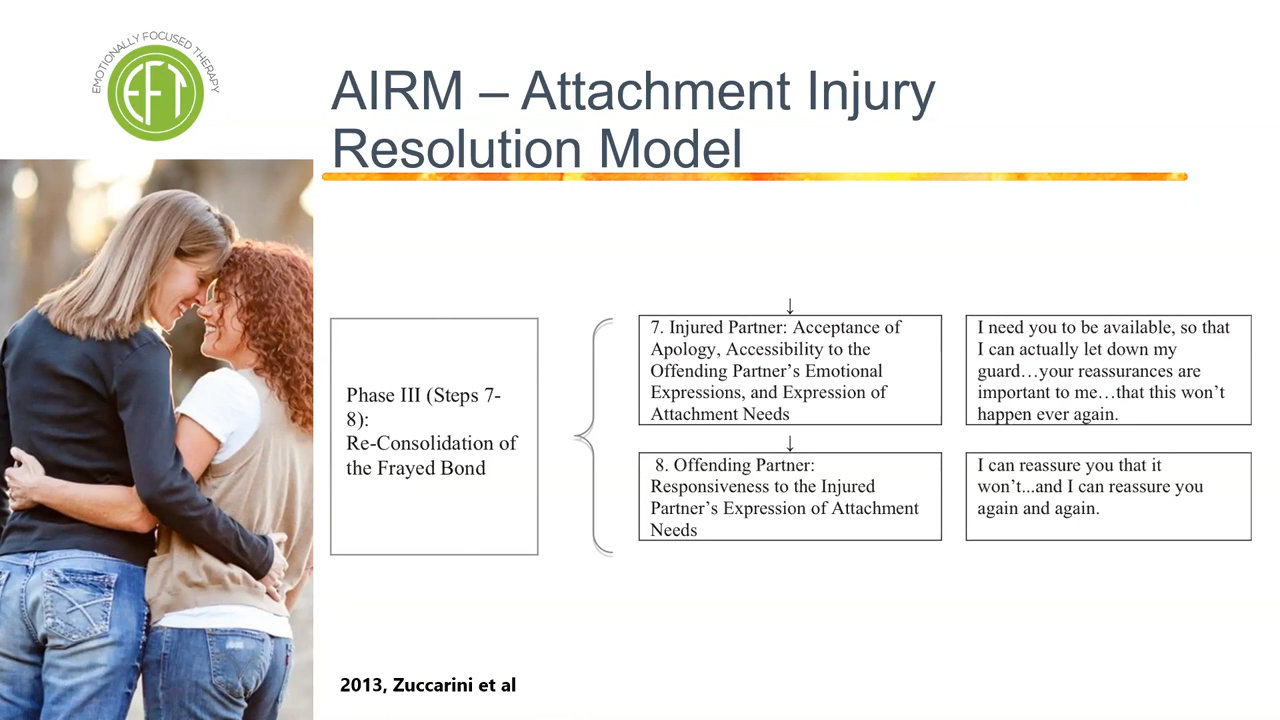 EMOTIONALLY FOCUSED THERAPY
EFT
AIRM – Attachment Injury
Resolution Model
Phase III (Steps 7-
8):
Re-Consolidation of
the Frayed Bond
↓
7. Injured Partner: Acceptance of
Apology, Accessibility to the
Offending Partner’s Emotional
Expressions, and Expression of
Attachment Needs
I need you to be available, so that
I can actually let down my
guard…your reassurances are
important to me…that this won’t
happen ever again.
↓
8. Offending Partner:
Responsiveness to the Injured
Partner’s Expression of Attachment
Needs
I can reassure you that it
won’t...and I can reassure you
again and again.
2013, Zuccarini et al